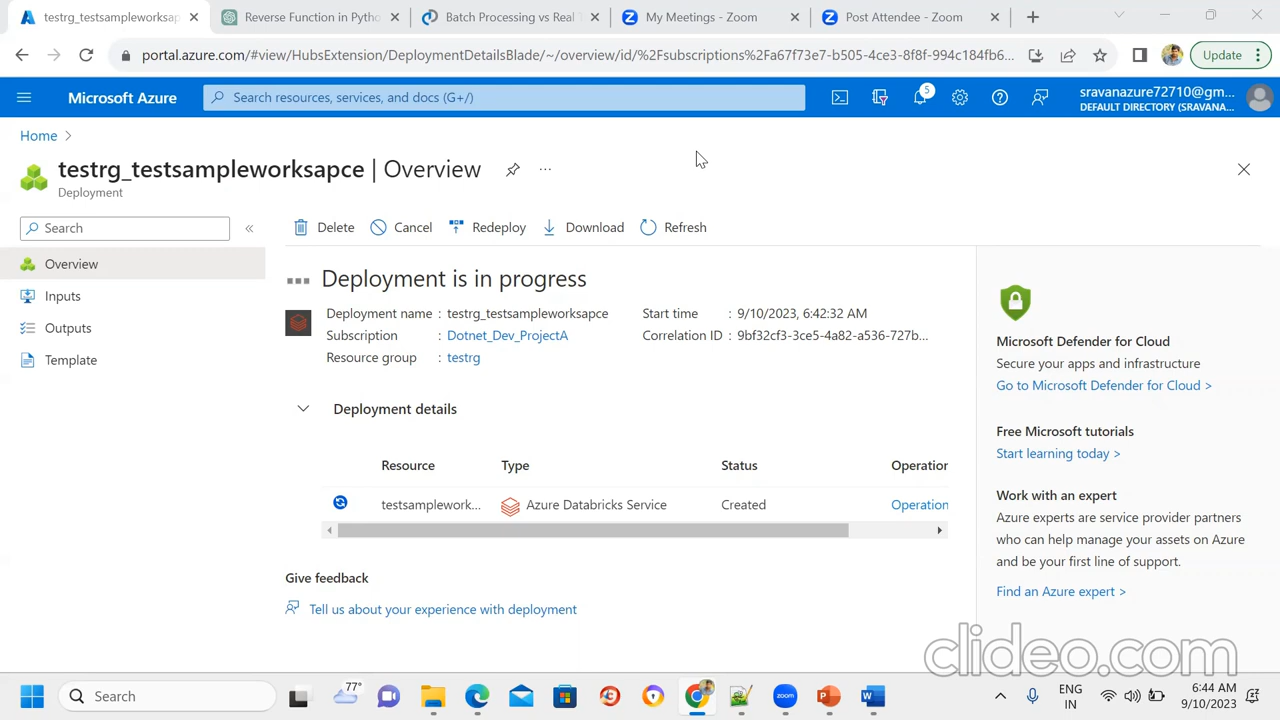 testrg_testsampleworksap
Reverse Function in Pytho
Batch Processing vs Real T
My Meetings - Zoom
Post Attendee - Zoom
portal.azure.com/#view/HubsExtension/DeploymentDetailsBlade/~/overview/id/%2Fsubscriptions%2Fa67f73e7-b505-4ce3-8f8f-994c184fb6...
Update
Microsoft Azure
Search resources, services, and docs (G+/)
5
sravanazure72710@gm...
DEFAULT DIRECTORY (SRAVANA...
Home >
testrg_testsampleworksapce | Overview
Deployment
Search
Delete Cancel Redeploy Download Refresh
Overview
Inputs
Outputs
Template
Deployment is in progress
Deployment name : testrg_testsampleworksapce
Subscription : Dotnet_Dev_ProjectA
Resource group : testrg
Start time : 9/10/2023, 6:42:32 AM
Correlation ID : 9bf32cf3-3ce5-4a82-a536-727b...
Deployment details
Resource Type Status Operation
testsamplework... Azure Databricks Service Created Operation
Give feedback
Tell us about your experience with deployment
Microsoft Defender for Cloud
Secure your apps and infrastructure
Go to Microsoft Defender for Cloud >
Free Microsoft tutorials
Start learning today >
Work with an expert
Azure experts are service provider partners
who can help manage your assets on Azure
and be your first line of support.
Find an Azure expert >
clideo.com
Search
77°
zoom
ENG
IN
6:44 AM
9/10/2023